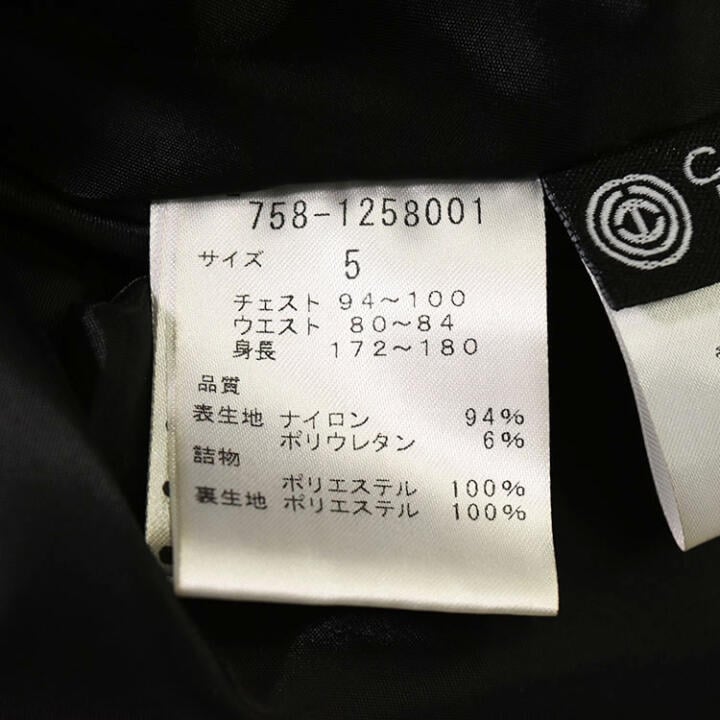 758-1258001
サイズ 5
チェスト 94〜100
ウエスト 80〜84
身長 172〜180
品質
表生地 ナイロン 94%
ポリウレタン 6%
詰物
ポリエステル 100%
裏生地 ポリエステル 100%
C